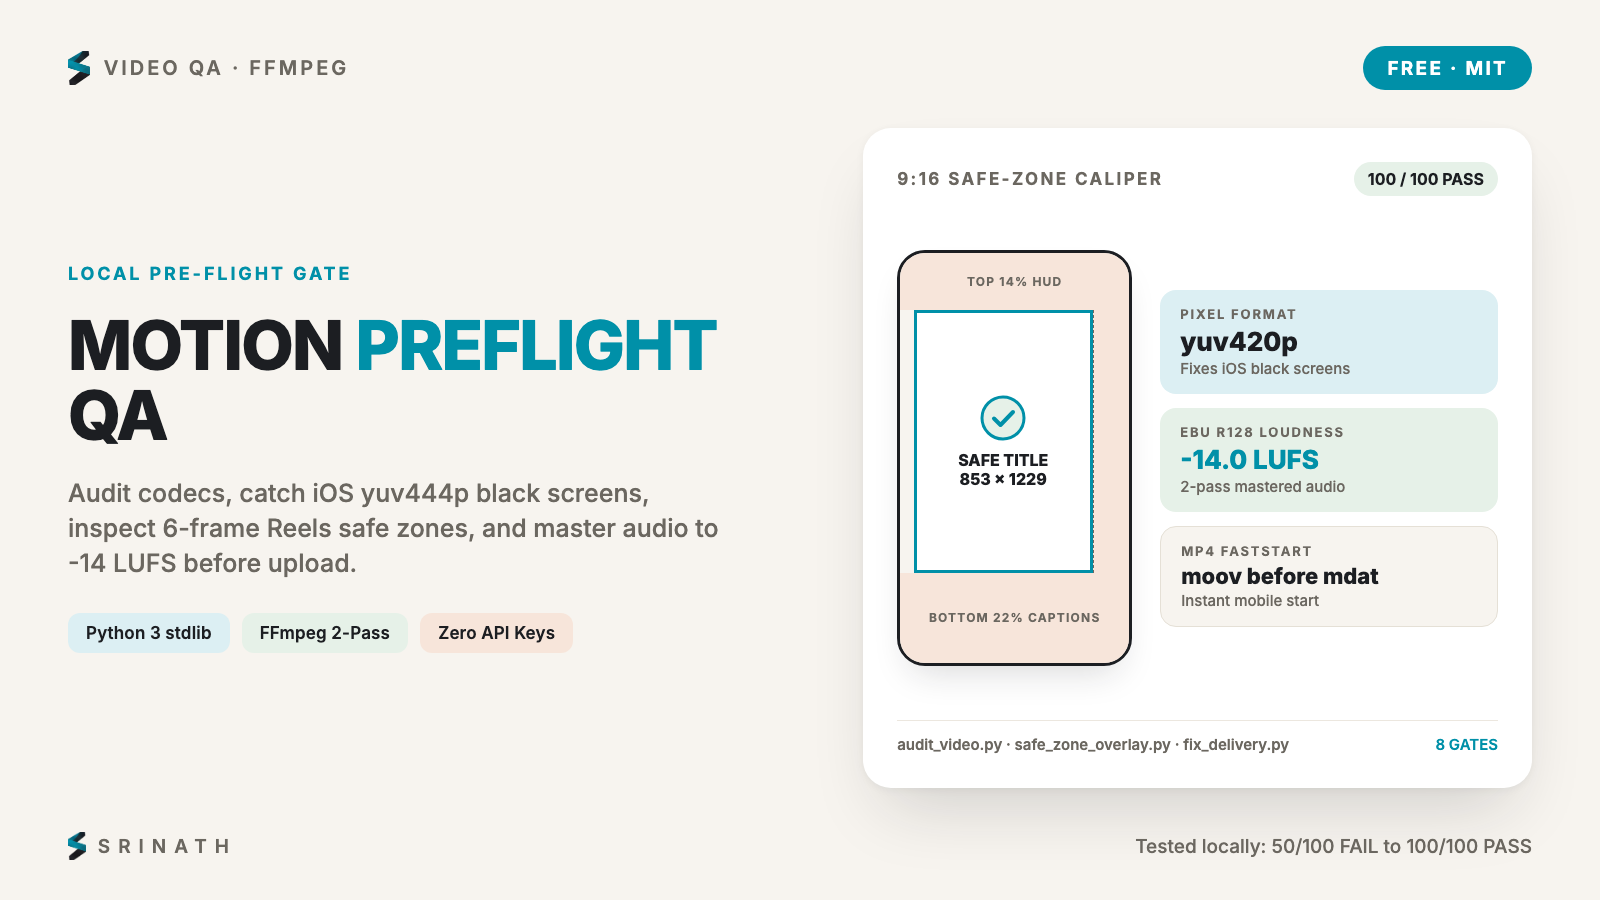 VIDEO QA · FFMPEG
FREE · MIT
LOCAL PRE-FLIGHT GATE
MOTION PREFLIGHT
QA
Audit codecs, catch iOS yuv444p black screens,
inspect 6-frame Reels safe zones, and master audio to
-14 LUFS before upload.
Python 3 stdlib
FFmpeg 2-Pass
Zero API Keys
9:16 SAFE-ZONE CALIPER
100 / 100 PASS
TOP 14% HUD
SAFE TITLE
853 × 1229
BOTTOM 22% CAPTIONS
PIXEL FORMAT
yuv420p
Fixes iOS black screens
EBU R128 LOUDNESS
-14.0 LUFS
2-pass mastered audio
MP4 FASTSTART
moov before mdat
Instant mobile start
audit_video.py · safe_zone_overlay.py · fix_delivery.py
8 GATES
SRINATH
Tested locally: 50/100 FAIL to 100/100 PASS